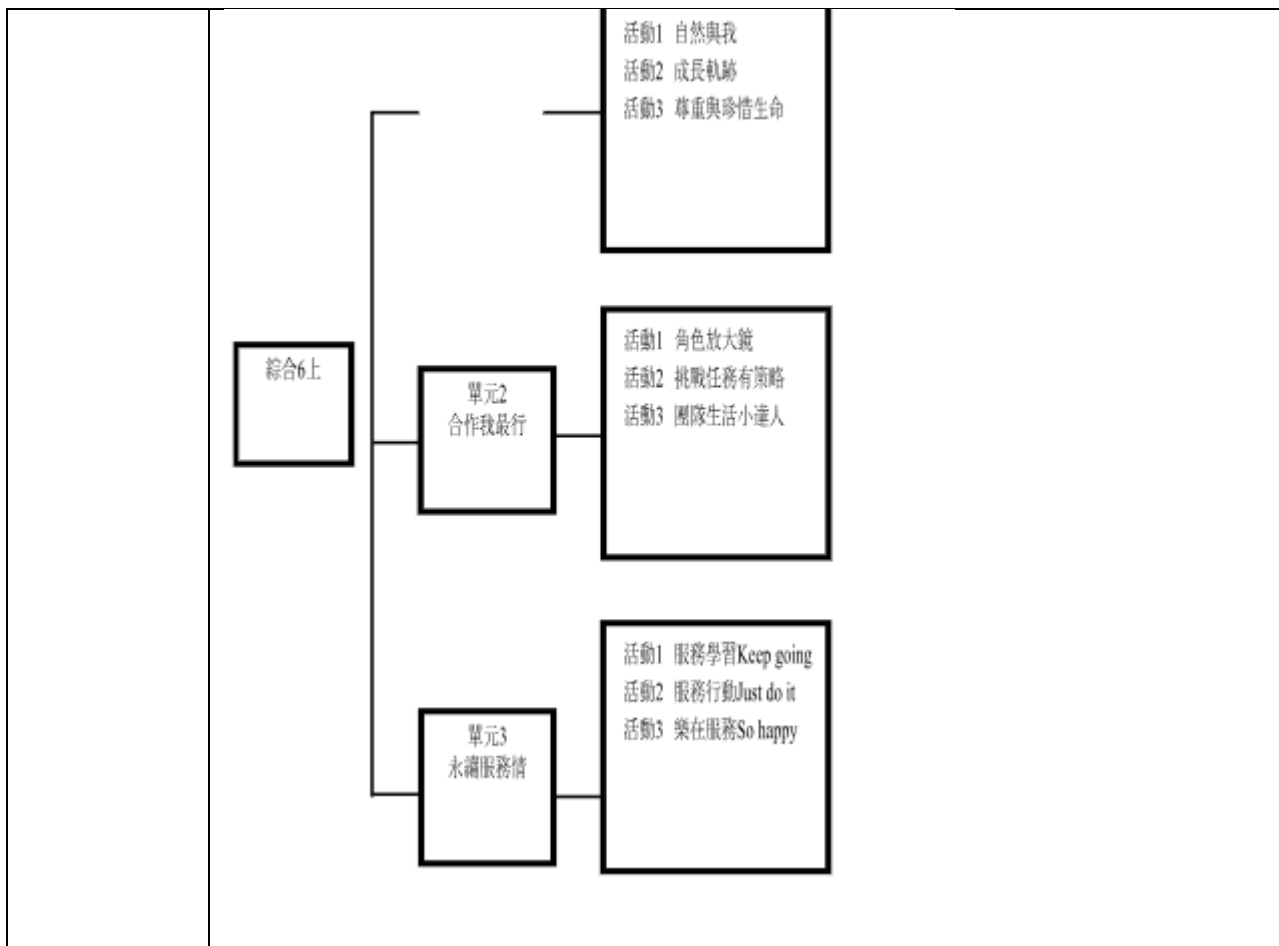 活動1 自然與我
活動2 成長軌跡
活動3 尊重與珍惜生命
綜合6上
單元2
合作我最行
活動1 角色放大鏡
活動2 挑戰任務有策略
活動3 團隊生活小達人
單元3
永續服務情
活動1 服務學習Keep going
活動2 服務行動Just do it
活動3 樂在服務So happy